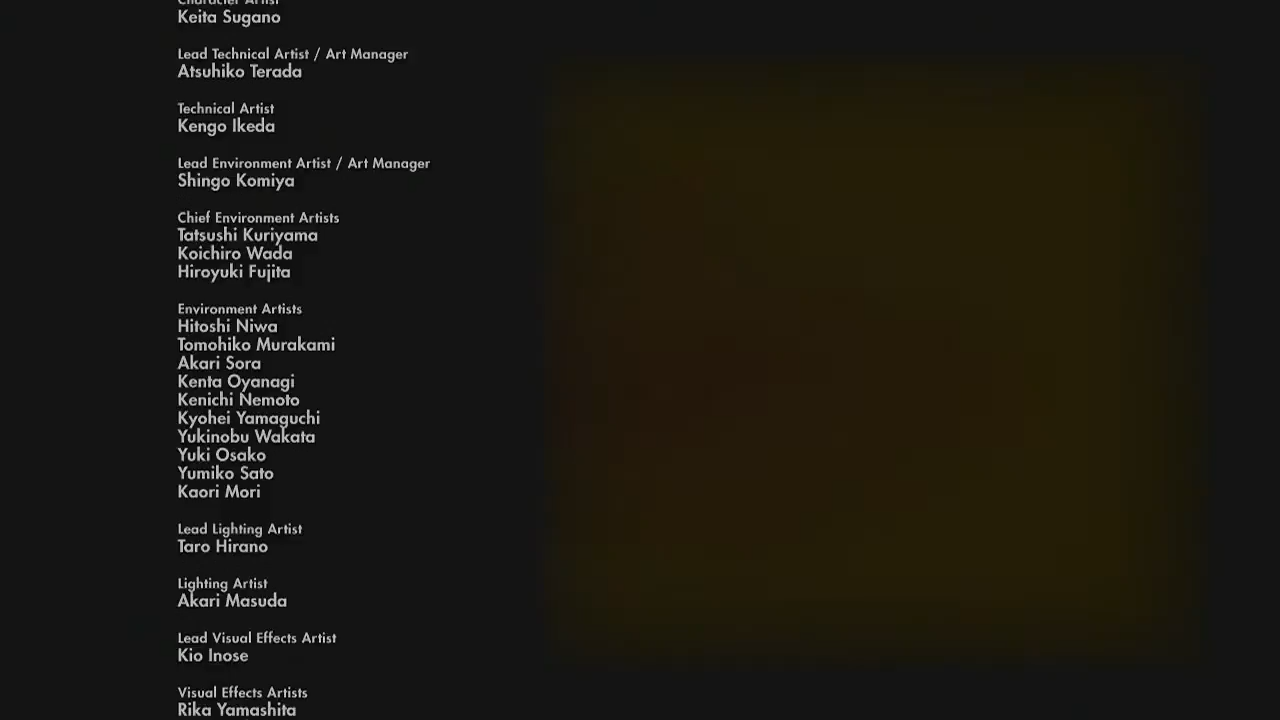 Character Artist
Keita Sugano
Lead Technical Artist / Art Manager
Atsuhiko Terada
Technical Artist
Kengo Ikeda
Lead Environment Artist / Art Manager
Shingo Komiya
Chief Environment Artists
Tatsushi Kuriyama
Koichiro Wada
Hiroyuki Fujita
Environment Artists
Hitoshi Niwa
Tomohiko Murakami
Akari Sora
Kenta Oyanagi
Kenichi Nemoto
Kyohei Yamaguchi
Yukinobu Wakata
Yuki Osako
Yumiko Sato
Kaori Mori
Lead Lighting Artist
Taro Hirano
Lighting Artist
Akari Masuda
Lead Visual Effects Artist
Kio Inose
Visual Effects Artists
Rika Yamashita